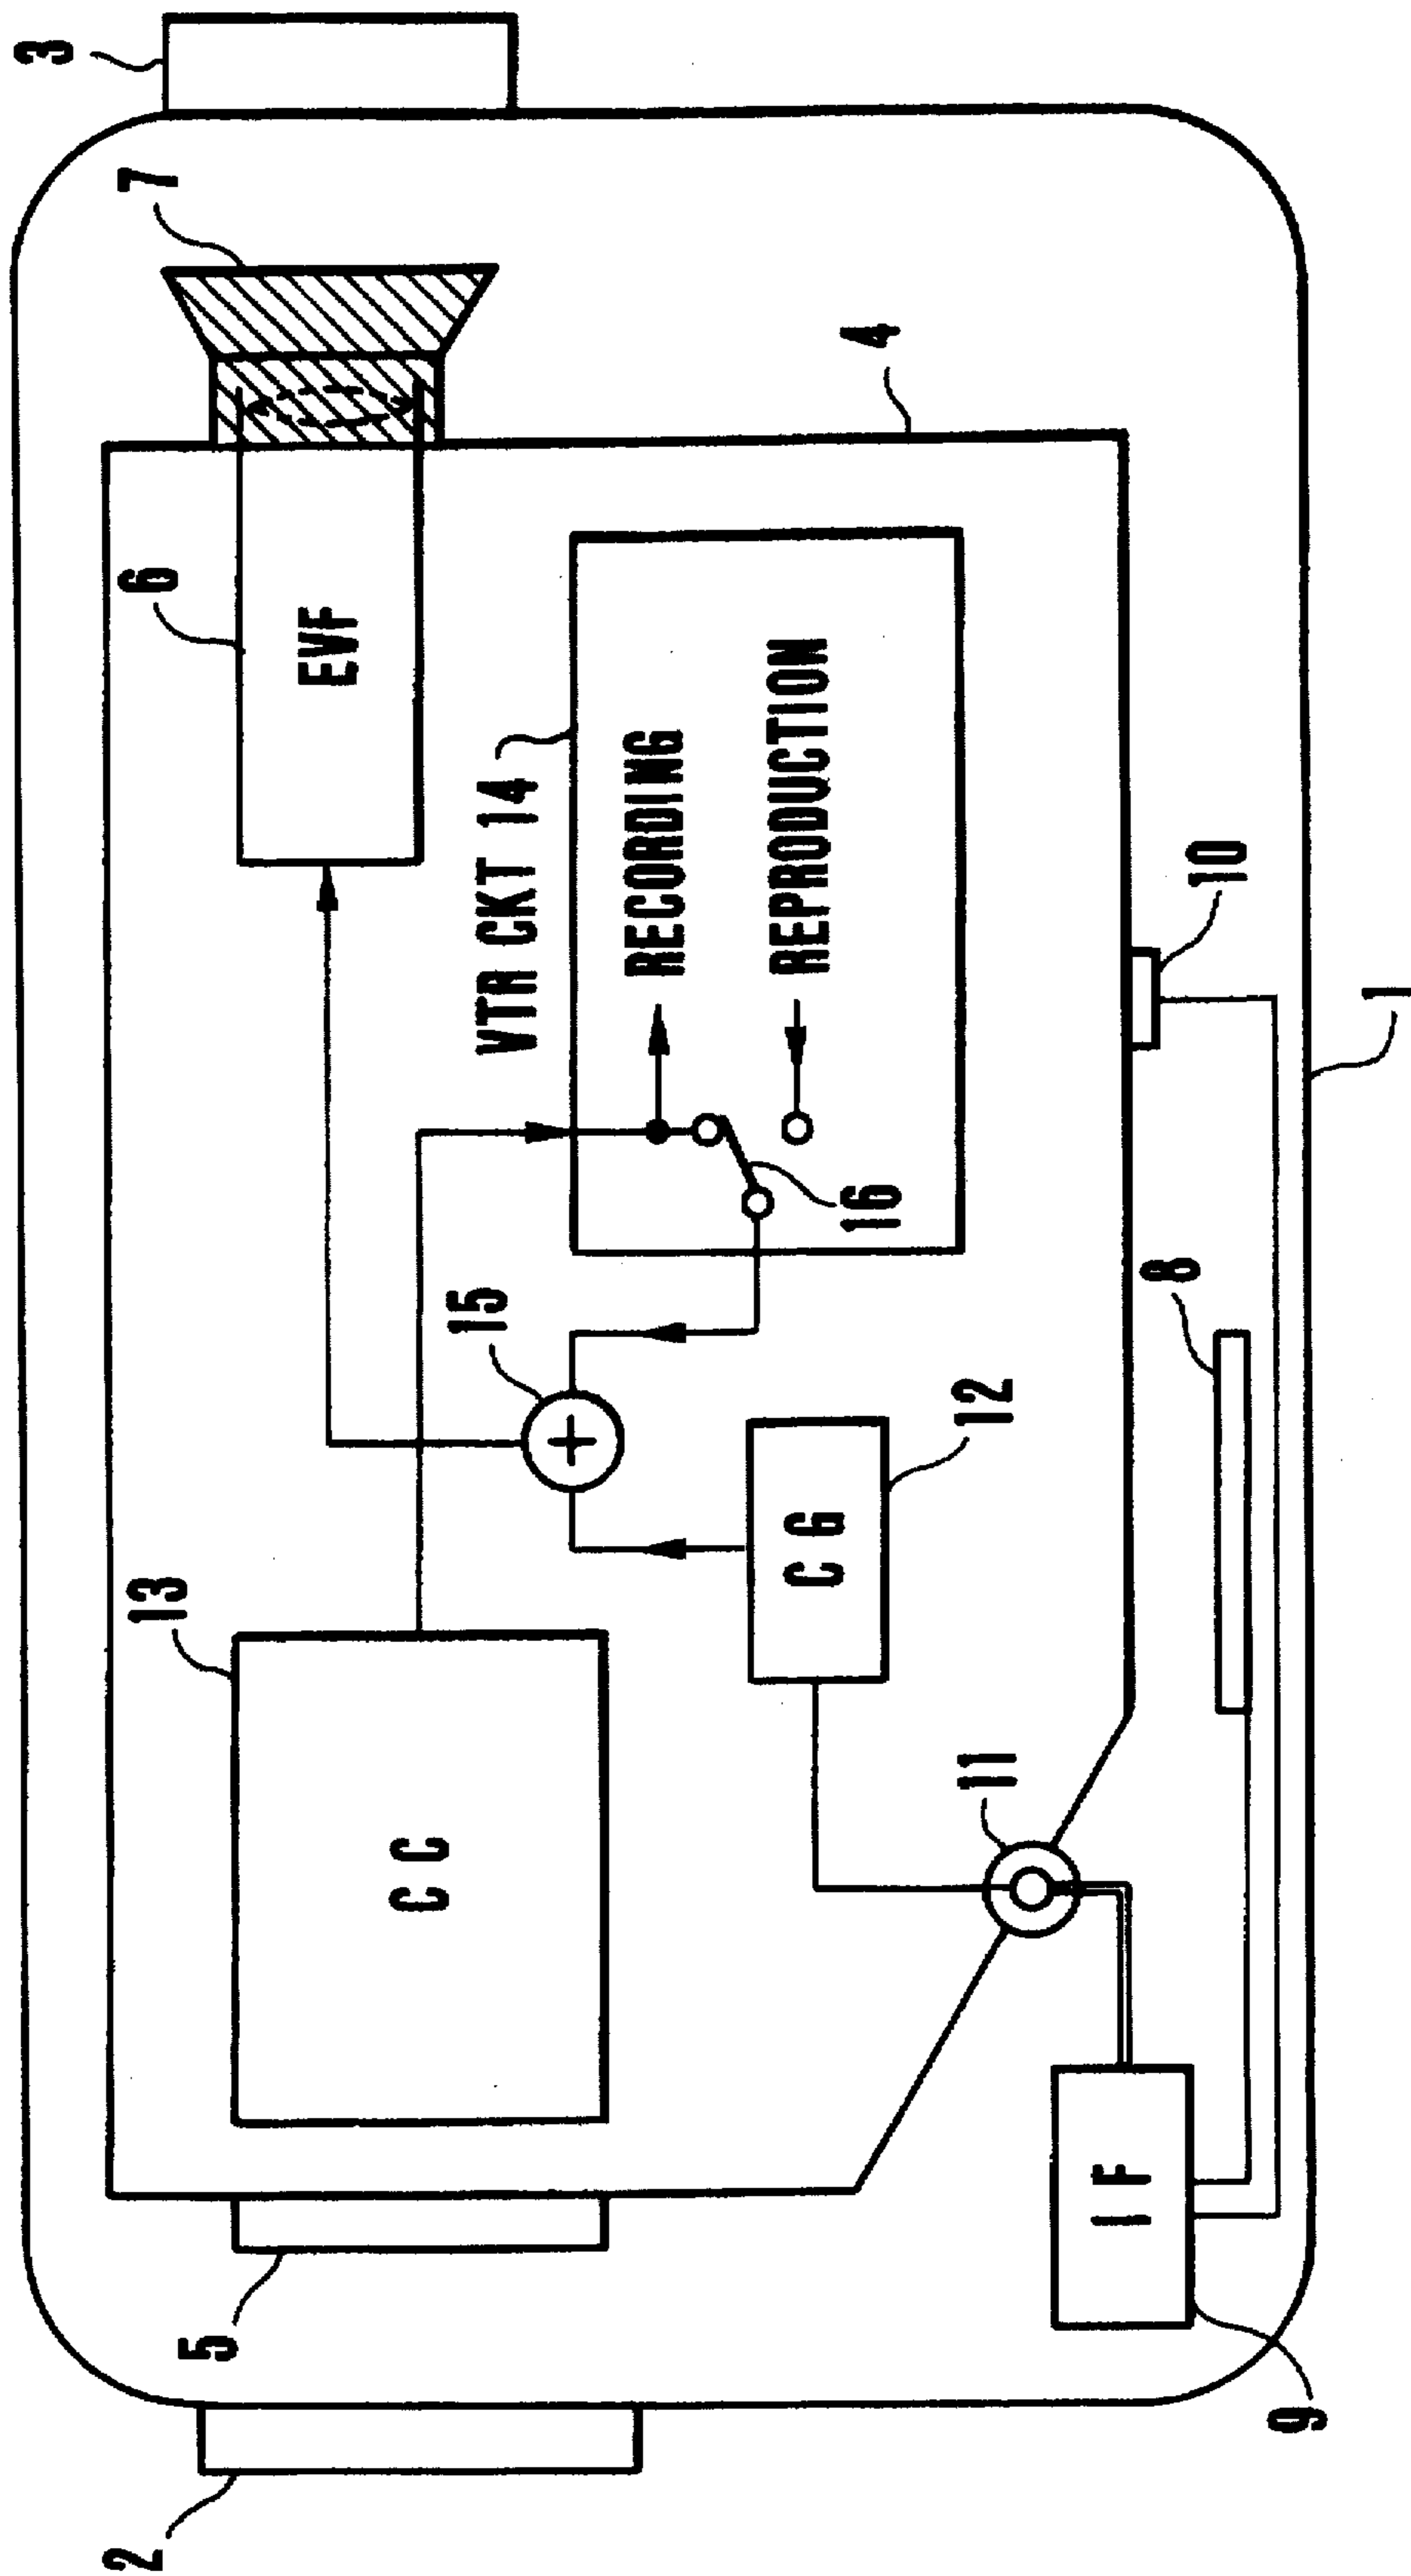 3
2
13
6
7
5
EVF
C C
15
VTR CKT 14
RECORDING
REPRODUCTION
C G
16
4
11
12
I F
8
10
9
1